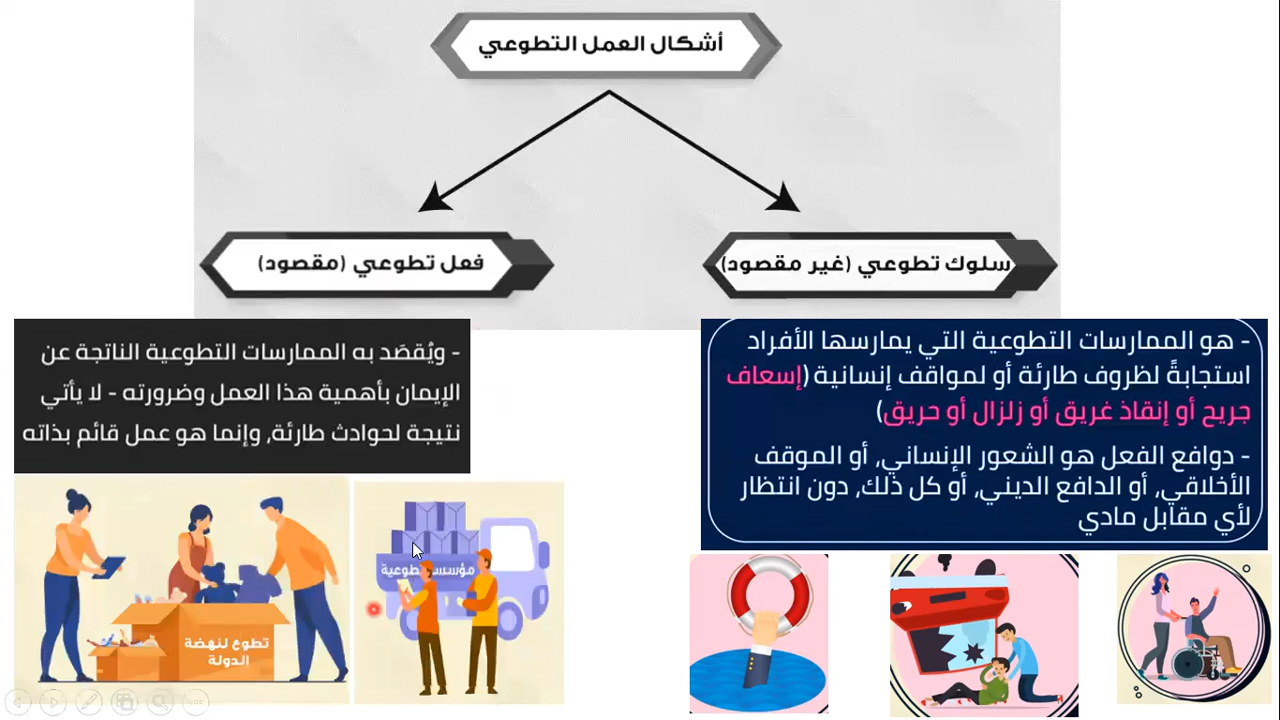 أشكال العمل التطوعي
سلوك تطوعي (غير مقصود)
فعل تطوعي (مقصود)
- هو الممارسات التطوعية التي يمارسها الأفراد
استجابةً لظروف طارئة أو لمواقف إنسانية (إسعاف
جريح أو إنقاذ غريق أو زلزال أو حريق)
- دوافع الفعل هو الشعور الإنساني، أو الموقف
الأخلاقي، أو الدافع الديني، أو كل ذلك، دون انتظار
لأي مقابل مادي
- ويُقصَد به الممارسات التطوعية الناتجة عن
الإيمان بأهمية هذا العمل وضرورته - لا يأتي
نتيجة لحوادث طارئة، وإنما هو عمل قائم بذاته
تطوع لنهضة
الدولة
تطوعية